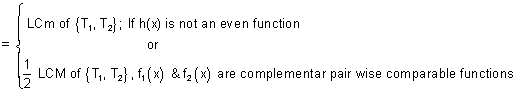 = { LCm of {T₁, T₂}; If h(x) is not an even function
or
1/2 LCM of {T₁, T₂}, f₁(x) & f₂(x) are complementar pair wise comparable functions